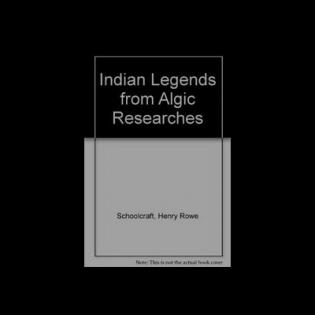 Indian Legends
from Algic
Researches
Schoolcraft, Henry Rowe
Note: This is not the actual book cover